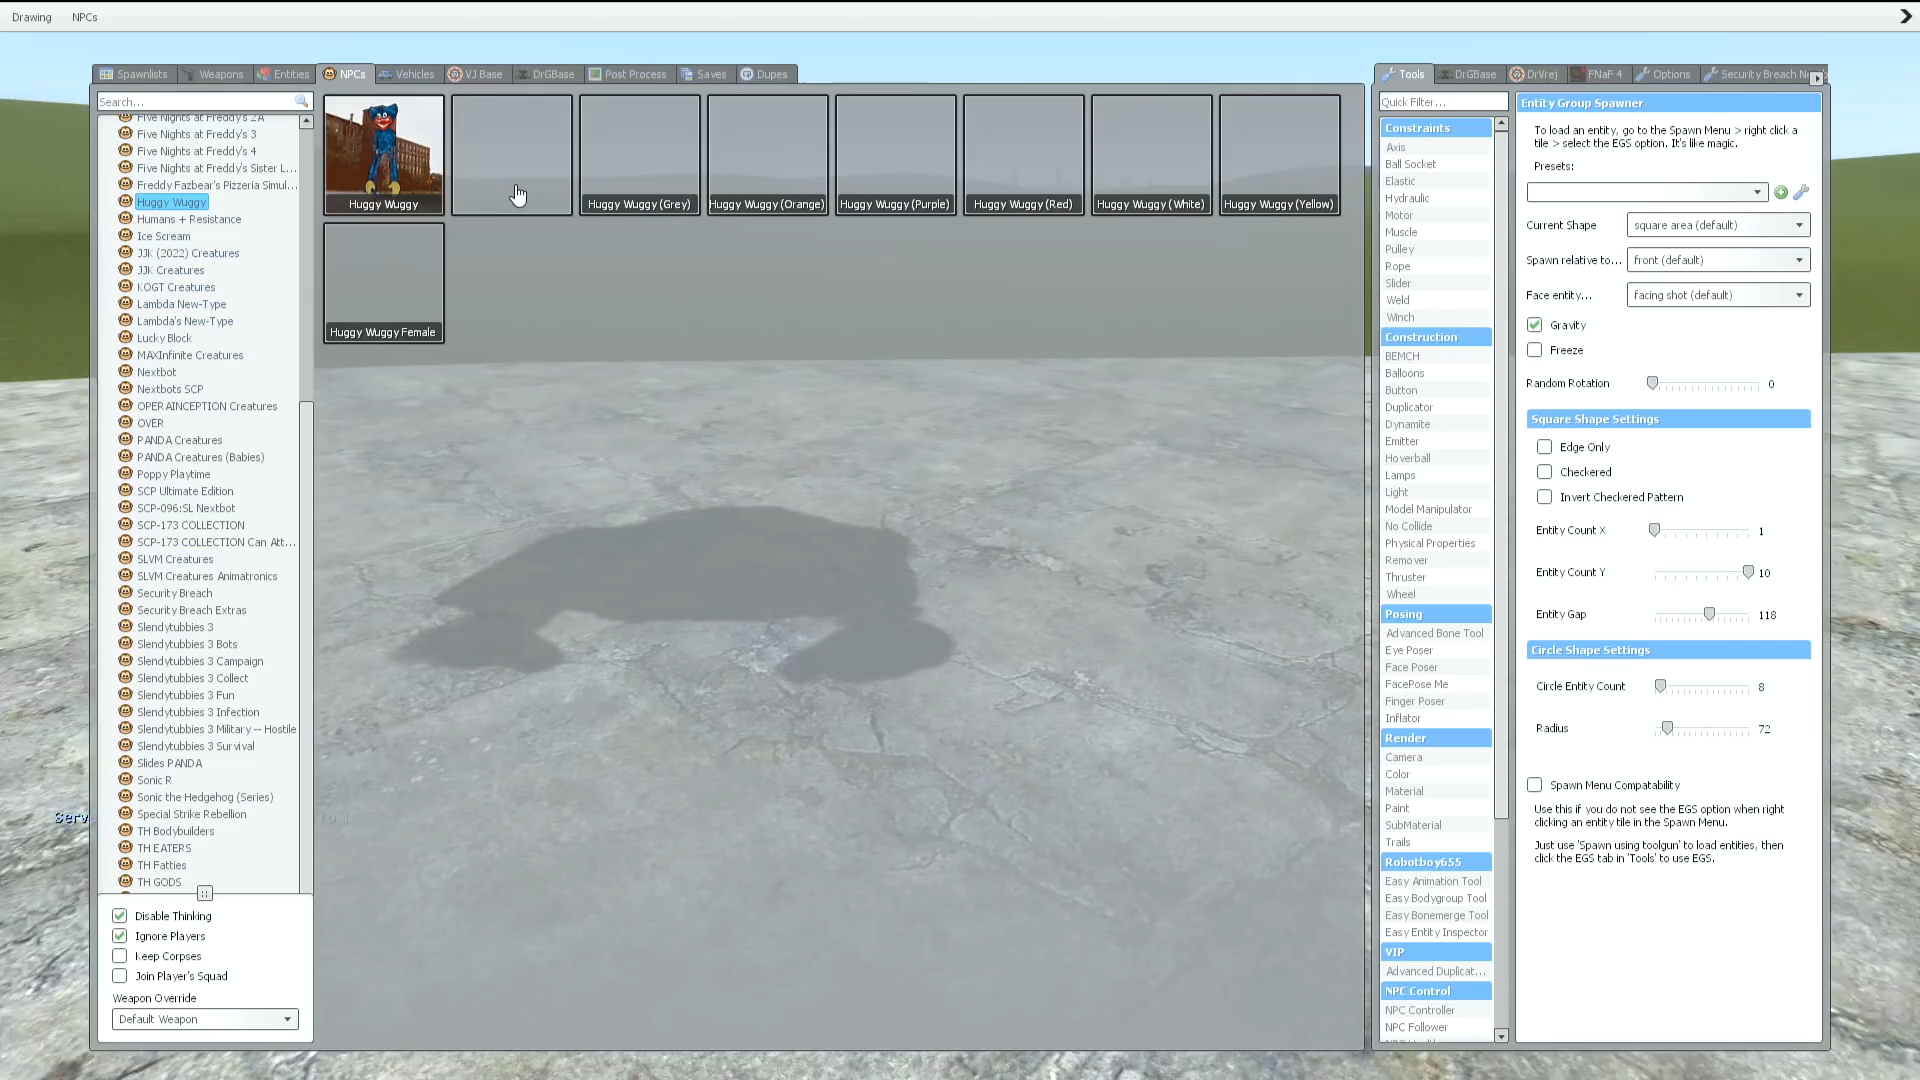 Drawing NPCs
Spawnlists Weapons Entities NPCs Vehicles VJ Base DrGBase Post Process Saves Dupes
Search...
Five Nights at Freddy's 2A
Five Nights at Freddy's 3
Five Nights at Freddy's 4
Five Nights at Freddy's Sister L...
Freddy Fazbear's Pizzeria Simul...
Huggy Wuggy
Humans + Resistance
Ice Scream
JJK (2022) Creatures
JJK Creatures
KOGT Creatures
Lambda New-Type
Lambda's New-Type
Lucky Block
MAXInfinite Creatures
Nextbot
Nextbots SCP
OPERAINCEPTION Creatures
OVER
PANDA Creatures
PANDA Creatures (Babies)
Poppy Playtime
SCP Ultimate Edition
SCP-096:SL Nextbot
SCP-173 COLLECTION
SCP-173 COLLECTION Can Att...
SLVM Creatures
SLVM Creatures Animatronics
Security Breach
Security Breach Extras
Slendytubbies 3
Slendytubbies 3 Bots
Slendytubbies 3 Campaign
Slendytubbies 3 Collect
Slendytubbies 3 Fun
Slendytubbies 3 Infection
Slendytubbies 3 Military -- Hostile
Slendytubbies 3 Survival
Slides PANDA
Sonic R
Sonic the Hedgehog (Series)
Special Strike Rebellion
TH Bodybuilders
TH EATERS
TH Fatties
TH GODS
Serv
Disable Thinking
Ignore Players
Keep Corpses
Join Player's Squad
Weapon Override
Default Weapon
Huggy Wuggy
Huggy Wuggy (Grey)
Huggy Wuggy (Orange)
Huggy Wuggy (Purple)
Huggy Wuggy (Red)
Huggy Wuggy (White)
Huggy Wuggy (Yellow)
Huggy Wuggy Female
Tools DrGBase DrVrej FNaF 4 Options Security Breach
Quick Filter...
Constraints
Axis
Ball Socket
Elastic
Hydraulic
Motor
Muscle
Pulley
Rope
Slider
Weld
Winch
Construction
BEMCH
Balloons
Button
Duplicator
Dynamite
Emitter
Hoverball
Lamps
Light
Model Manipulator
No Collide
Physical Properties
Remover
Thruster
Wheel
Posing
Advanced Bone Tool
Eye Poser
Face Poser
FacePose Me
Finger Poser
Inflator
Render
Camera
Color
Material
Paint
SubMaterial
Trails
Robotboy655
Easy Animation Tool
Easy Bodygroup Tool
Easy Bonemerge Tool
Easy Entity Inspector
VIP
Advanced Duplicat...
NPC Control
NPC Controller
NPC Follower
Entity Group Spawner
To load an entity, go to the Spawn Menu > right click a
tile > select the EGS option. It's like magic.
Presets:
Current Shape square area (default)
Spawn relative to... front (default)
Face entity... facing shot (default)
Gravity
Freeze
Random Rotation 0
Square Shape Settings
Edge Only
Checkered
Invert Checkered Pattern
Entity Count X 1
Entity Count Y 10
Entity Gap 118
Circle Shape Settings
Circle Entity Count 8
Radius 72
Spawn Menu Compatability
Use this if you do not see the EGS option when right
clicking an entity tile in the Spawn Menu.
Just use 'Spawn using toolgun' to load entities, then
click the EGS tab in 'Tools' to use EGS.